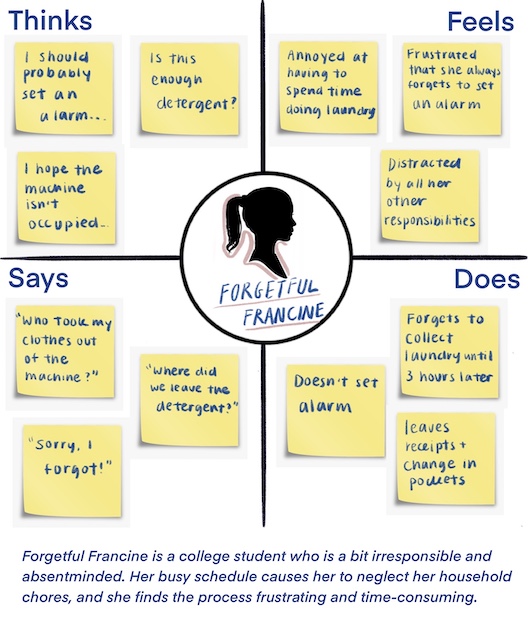 Thinks
I should
probably
set an
alarm...
Is this
enough
detergent?
I hope the
machine
isn't
occupied...
Feels
Annoyed at
having to
spend time
doing laundry
Frustrated
that she always
forgets to set
an alarm
Distracted
by all her
other
responsibilities
FORGETFUL
FRANCINE
Says
"Who took my
clothes out
of the
machine?"
"Where did
we leave the
detergent?"
"Sorry, I
forgot!"
Does
Forgets to
collect
laundry until
3 hours later
Doesn't set
alarm
leaves
receipts +
change in
pockets
Forgetful Francine is a college student who is a bit irresponsible and
absentminded. Her busy schedule causes her to neglect her household
chores, and she finds the process frustrating and time-consuming.